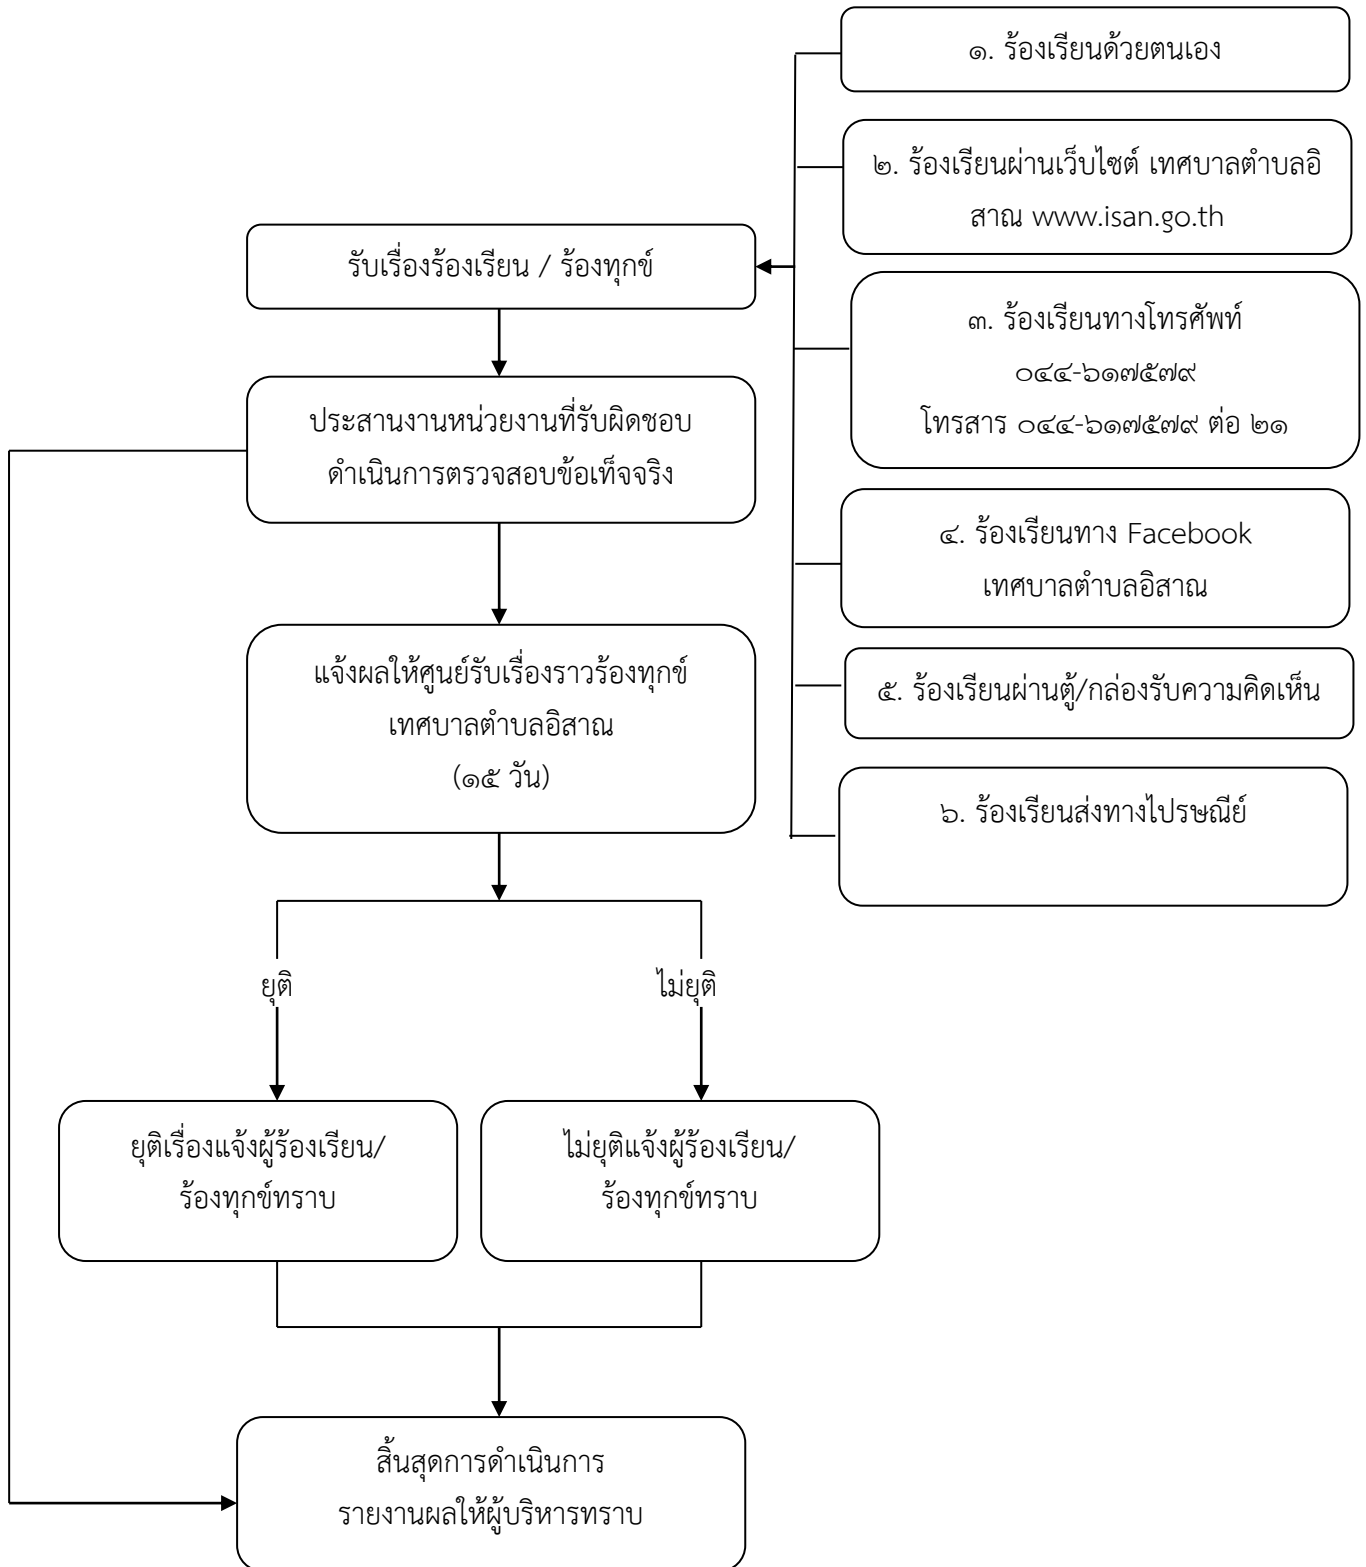 ๑. ร้องเรียนด้วยตนเอง
๒. ร้องเรียนผ่านเว็บไซต์ เทศบาลตำบลอิ
สาณ www.isan.go.th
รับเรื่องร้องเรียน / ร้องทุกข์
๓. ร้องเรียนทางโทรศัพท์
๐๔๔-๖๑๗๕๗๙
โทรสาร ๐๔๔-๖๑๗๕๗๙ ต่อ ๒๑
ประสานงานหน่วยงานที่รับผิดชอบ
ดำเนินการตรวจสอบข้อเท็จจริง
๔. ร้องเรียนทาง Facebook
เทศบาลตำบลอิสาณ
แจ้งผลให้ศูนย์รับเรื่องราวร้องทุกข์
เทศบาลตำบลอิสาณ
(๑๕ วัน)
๕. ร้องเรียนผ่านตู้/กล่องรับความคิดเห็น
๖. ร้องเรียนส่งทางไปรษณีย์
ยุติ
ไม่ยุติ
ยุติเรื่องแจ้งผู้ร้องเรียน/
ร้องทุกข์ทราบ
ไม่ยุติแจ้งผู้ร้องเรียน/
ร้องทุกข์ทราบ
สิ้นสุดการดำเนินการ
รายงานผลให้ผู้บริหารทราบ